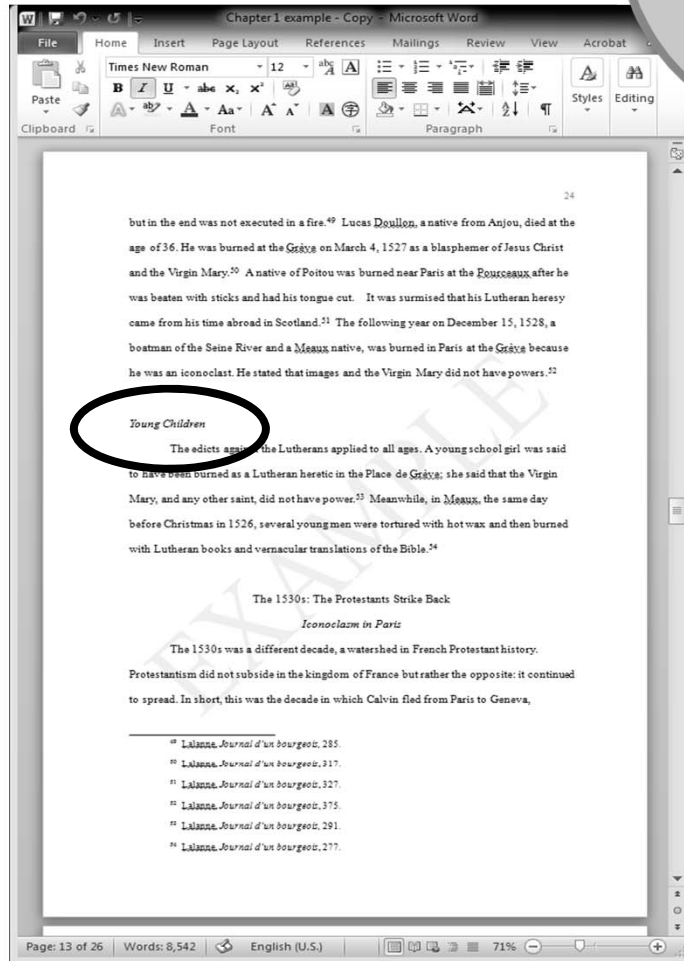 Chapter 1 example - Copy - Microsoft Word
File Home Insert Page Layout References Mailings Review View Acrobat
Times New Roman 12
Paste
B I U abc x₂ x²
Aa
Styles Editing
Clipboard Font Paragraph
24
but in the end was not executed in a fire.⁴⁹ Lucas Doullon, a native from Anjou, died at the
age of 36. He was burned at the Grève on March 4, 1527 as a blasphemer of Jesus Christ
and the Virgin Mary.⁵⁰ A native of Poitou was burned near Paris at the Pourceaux after he
was beaten with sticks and had his tongue cut. It was surmised that his Lutheran heresy
came from his time abroad in Scotland.⁵¹ The following year on December 15, 1528, a
boatman of the Seine River and a Meaux native, was burned in Paris at the Grève because
he was an iconoclast. He stated that images and the Virgin Mary did not have powers.⁵²
Young Children
The edicts against the Lutherans applied to all ages. A young school girl was said
to have been burned as a Lutheran heretic in the Place de Grève; she said that the Virgin
Mary, and any other saint, did not have power.⁵³ Meanwhile, in Meaux, the same day
before Christmas in 1526, several young men were tortured with hot wax and then burned
with Lutheran books and vernacular translations of the Bible.⁵⁴
EXAMPLE
The 1530s: The Protestants Strike Back
Iconoclasm in Paris
The 1530s was a different decade, a watershed in French Protestant history.
Protestantism did not subside in the kingdom of France but rather the opposite: it continued
to spread. In short, this was the decade in which Calvin fled from Paris to Geneva,
⁴⁹ Lalanne, Journal d'un bourgeois, 285.
⁵⁰ Lalanne, Journal d'un bourgeois, 317.
⁵¹ Lalanne, Journal d'un bourgeois, 327.
⁵² Lalanne, Journal d'un bourgeois, 375.
⁵³ Lalanne, Journal d'un bourgeois, 291.
⁵⁴ Lalanne, Journal d'un bourgeois, 277.
Page: 13 of 26 Words: 8,542 English (U.S.) 71%